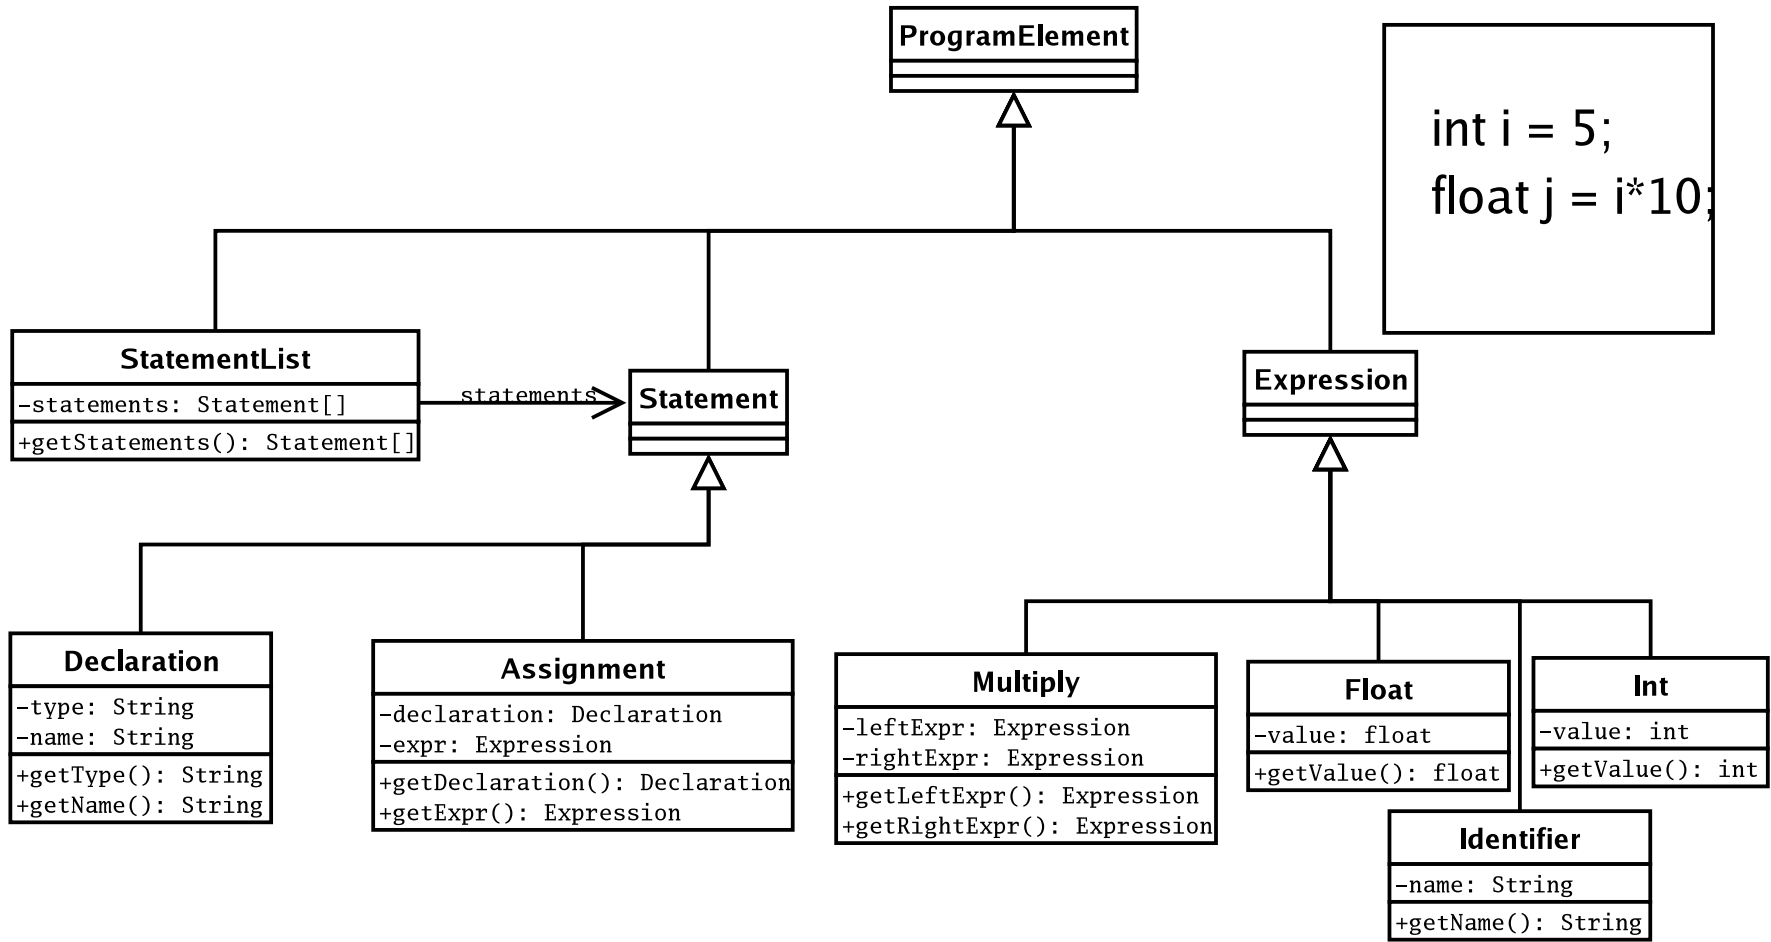 ProgramElement
int i = 5;
float j = i*10;
StatementList
-statements: Statement[]
+getStatements(): Statement[]
statements
Statement
Expression
Declaration
-type: String
-name: String
+getType(): String
+getName(): String
Assignment
-declaration: Declaration
-expr: Expression
+getDeclaration(): Declaration
+getExpr(): Expression
Multiply
-leftExpr: Expression
-rightExpr: Expression
+getLeftExpr(): Expression
+getRightExpr(): Expression
Float
-value: float
+getValue(): float
Int
-value: int
+getValue(): int
Identifier
-name: String
+getName(): String